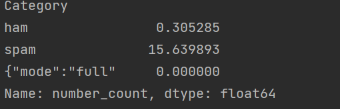 Category
ham 0.305285
spam 15.639893
{"mode":"full" 0.000000
Name: number_count, dtype: float64